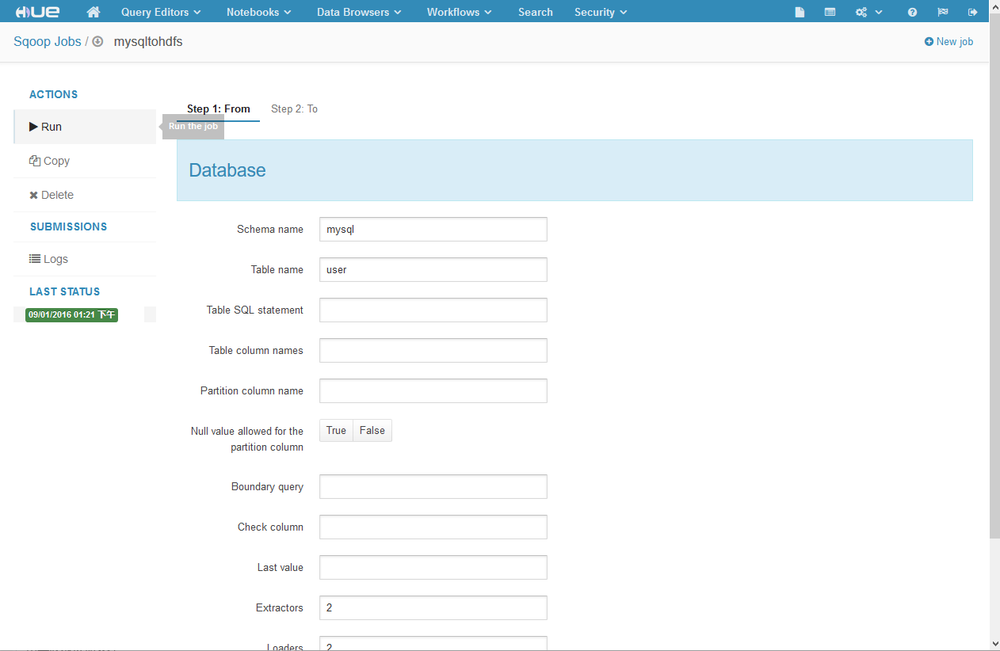 HUE Query Editors Notebooks Data Browsers Workflows Search Security
Sqoop Jobs / mysqltohdfs New job
ACTIONS
Run
Run the job
Copy
Delete
SUBMISSIONS
Logs
LAST STATUS
09/01/2016 01:21 下午
Step 1: From Step 2: To
Database
Schema name mysql
Table name user
Table SQL statement
Table column names
Partition column name
Null value allowed for the
partition column
True False
Boundary query
Check column
Last value
Extractors 2
Loaders 2